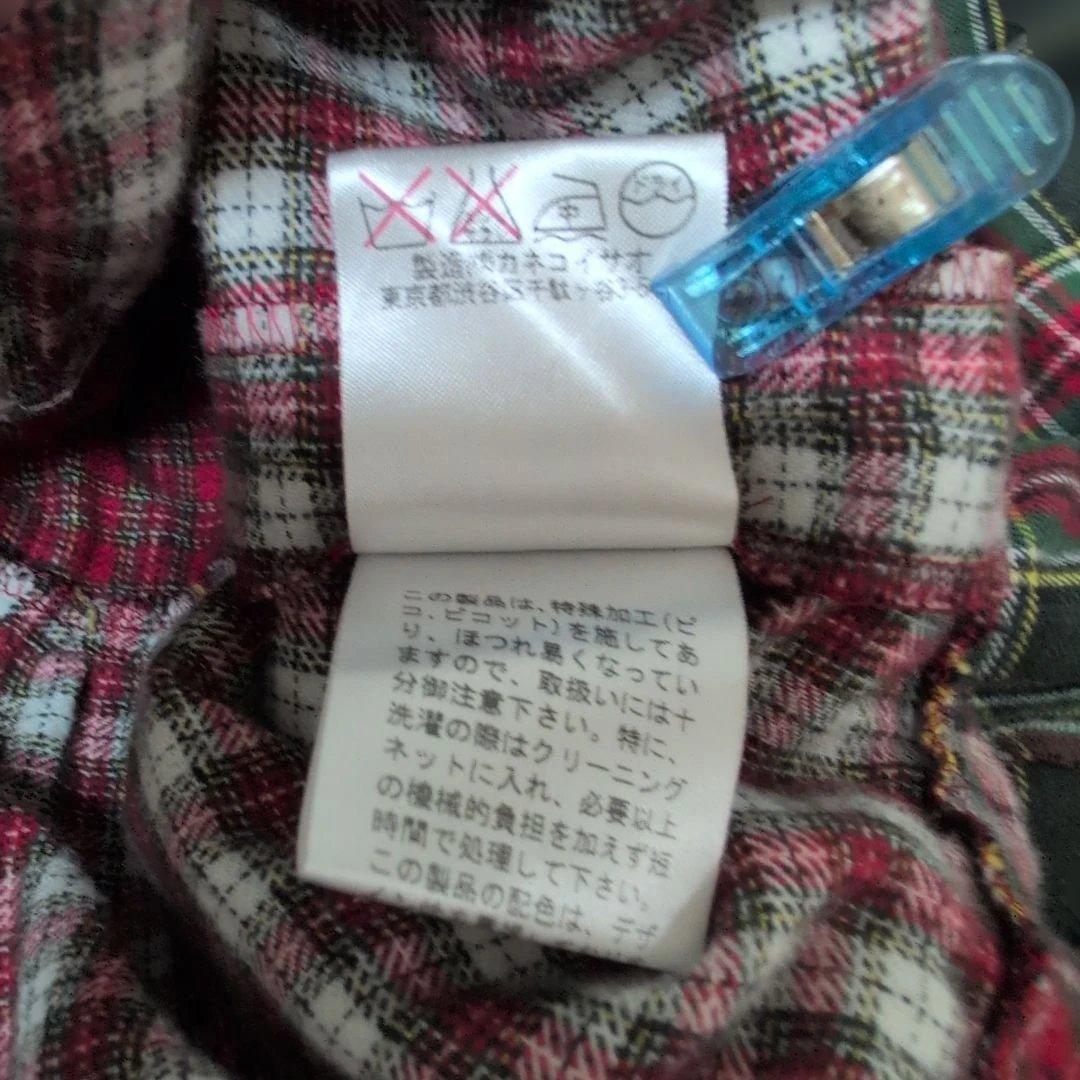 ドライ
中
製造㈱カネコイサオ
東京都渋谷区千駄ヶ谷
この製品は、特殊加工(ピ
コ、ピコット)を施してあ
り、ほつれ易くなってい
ますので、取扱いには十
分御注意下さい。特に、
洗濯の際はクリーニング
ネットに入れ、必要以上
の機械的負担を加えず短
時間で処理して下さい。
この製品の配色は、デザ